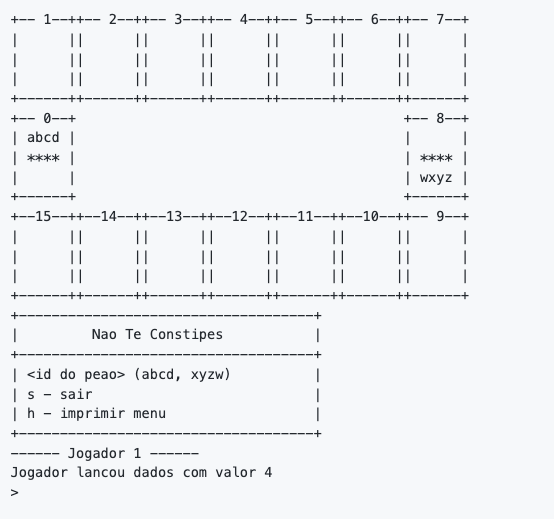 +-- 1--++-- 2--++-- 3--++-- 4--++-- 5--++-- 6--++-- 7--+
|      ||      ||      ||      ||      ||      ||      |
|      ||      ||      ||      ||      ||      ||      |
|      ||      ||      ||      ||      ||      ||      |
+------++------++------++------++------++------++------+
+-- 0--+                                        +-- 8--+
| abcd |                                        |      |
| **** |                                        | **** |
|      |                                        | wxyz |
+------+                                        +------+
+--15--++--14--++--13--++--12--++--11--++--10--++-- 9--+
|      ||      ||      ||      ||      ||      ||      |
|      ||      ||      ||      ||      ||      ||      |
|      ||      ||      ||      ||      ||      ||      |
+------++------++------++------++------++------++------+
+------------------------------------+
|         Nao Te Constipes           |
+------------------------------------+
| <id do peao> (abcd, xyzw)          |
| s - sair                           |
| h - imprimir menu                  |
+------------------------------------+
------ Jogador 1 ------
Jogador lancou dados com valor 4
>